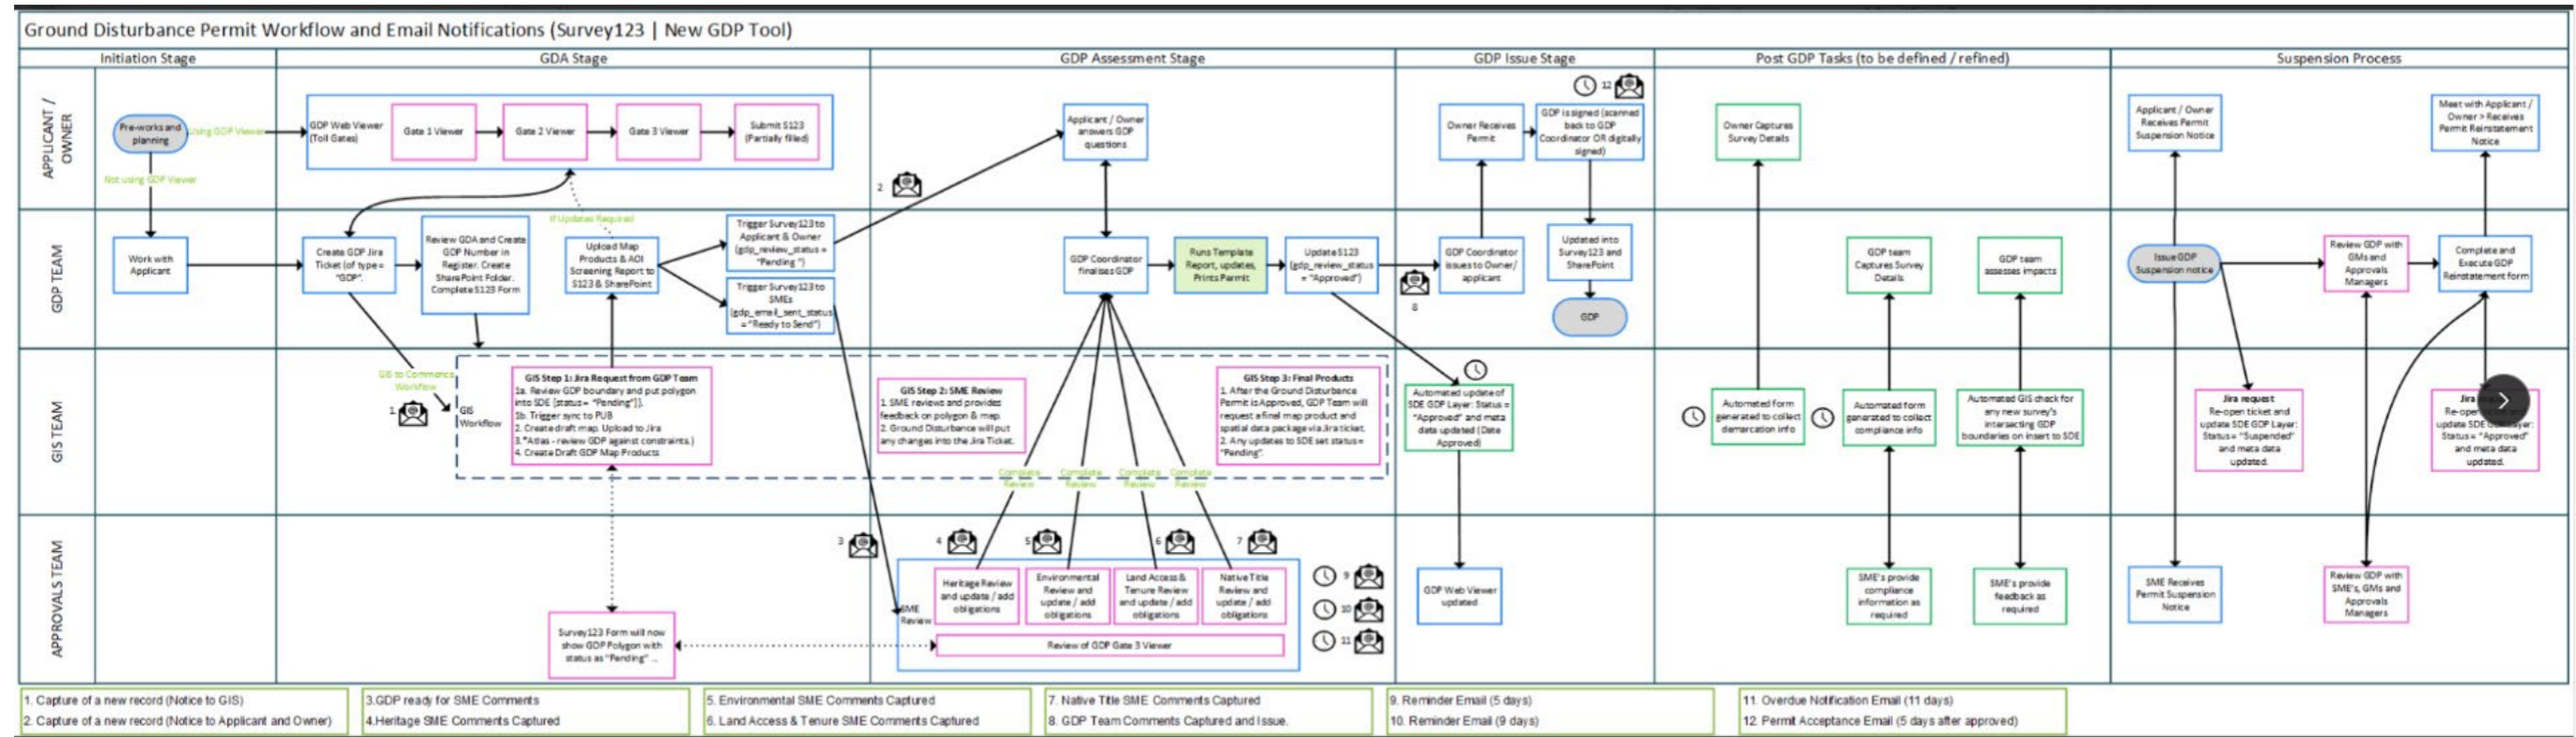 Ground Disturbance Permit Workflow and Email Notifications (Survey123 | New GDP Tool)
Initiation Stage
GDA Stage
GDP Assessment Stage
GDP Issue Stage
Post GDP Tasks (to be defined / refined)
Suspension Process
APPLICANT /
OWNER
Pre-works and
planning
Using GDP Viewer
Not using GDP Viewer
GDP Web Viewer
(Toll Gates)
Gate 1 Viewer
Gate 2 Viewer
Gate 3 Viewer
Submit S123
(Partially filled)
2
Applicant / Owner
answers GDP
questions
12
Owner Receives
Permit
GDP is signed (scanned
back to GDP
Coordinator OR digitally
signed)
Owner Captures
Survey Details
Applicant / Owner
Receives Permit
Suspension Notice
Meet with Applicant /
Owner > Receives
Permit Reinstatement
Notice
GDP TEAM
Work with
Applicant
Create GDP Jira
Ticket (of type =
"GDP".
Review GDA and Create
GDP Number in
Register. Create
SharePoint Folder.
Complete S123 Form
If Updates Required
Upload Map
Products & AOI
Screening Report to
S123 & SharePoint
Trigger Survey123 to
Applicant & Owner
(gdp_review_status =
"Pending ")
Trigger Survey123 to
SMEs
(gdp_email_sent_status
= "Ready to Send")
GDP Coordinator
finalises GDP
Runs Template
Report, updates,
Prints Permit
Update S123
(gdp_review_status
= "Approved")
8
GDP Coordinator
issues to Owner/
applicant
Updated into
Survey123 and
SharePoint
GDP
GDP team
Captures Survey
Details
GDP team
assesses impacts
Issue GDP
Suspension notice
Review GDP with
GMs and
Approvals
Managers
Complete and
Execute GDP
Reinstatement form
GIS TEAM
GIS to Commence
Workflow
1
GIS
Workflow
GIS Step 1: Jira Request from GDP Team
1a. Review GDP boundary and put polygon
into SDE [status= "Pending"]).
1b. Trigger sync to PUB
2. Create draft map. Upload to Jira
3. *Atlas - review GDP against constraints.)
4. Create Draft GDP Map Products
GIS Step 2: SME Review
1. SME reviews and provides
feedback on polygon & map.
2. Ground Disturbance will put
any changes into the Jira Ticket.
GIS Step 3: Final Products
1. After the Ground Disturbance
Permit is Approved, GDP Team will
request a final map product and
spatial data package via Jira ticket.
2. Any updates to SDE set status =
"Pending".
Complete
Review
Complete
Review
Complete
Review
Complete
Review
Automated update of
SDE GDP Layer: Status =
"Approved" and meta
data updated (Date
Approved)
Automated form
generated to collect
demarcation info
Automated form
generated to collect
compliance info
Automated GIS check for
any new survey's
intersecting GDP
boundaries on insert to SDE
Jira request
Re-open ticket and
update SDE GDP Layer:
Status = "Suspended"
and meta data
updated.
Jira
Re-open
update SDE
Status = "Approved"
and meta data
updated.
APPROVALS TEAM
Survey123 Form will now
show GDP Polygon with
status as "Pending" ...
3
4
5
6
7
SME
Review
Heritage Review
and update / add
obligations
Environmental
Review and
update / add
obligations
Land Access &
Tenure Review
and update / add
obligations
Native Title
Review and
update / add
obligations
Review of GDP Gate 3 Viewer
9
10
11
GDP Web Viewer
updated
SME's provide
compliance
information as
required
SME's provide
feedback as
required
SME Receives
Permit Suspension
Notice
Review GDP with
SME's, GMs and
Approvals
Managers
1. Capture of a new record (Notice to GIS)
2. Capture of a new record (Notice to Applicant and Owner)
3.GDP ready for SME Comments
4.Heritage SME Comments Captured
5. Environmental SME Comments Captured
6. Land Access & Tenure SME Comments Captured
7. Native Title SME Comments Captured
8. GDP Team Comments Captured and Issue.
9. Reminder Email (5 days)
10. Reminder Email (9 days)
11. Overdue Notification Email (11 days)
12. Permit Acceptance Email (5 days after approved)